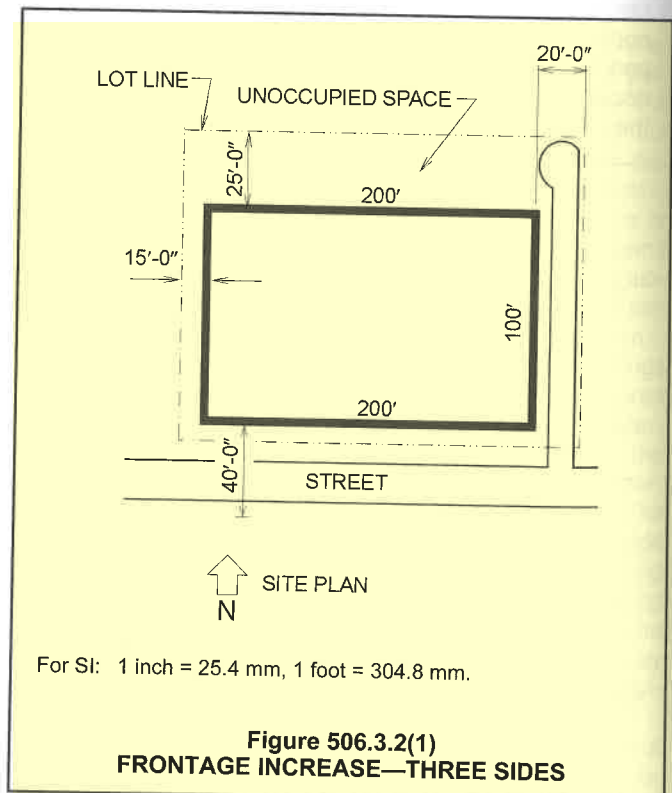 20'-0"
LOT LINE
UNOCCUPIED SPACE
25'-0"
200'
15'-0"
100'
200'
40'-0"
STREET
SITE PLAN
N
For SI: 1 inch = 25.4 mm, 1 foot = 304.8 mm.
Figure 506.3.2(1)
FRONTAGE INCREASE—THREE SIDES